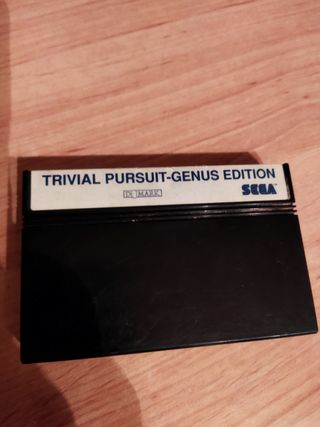 TRIVIAL PURSUIT-GENUS EDITION
DOMARK
SEGA